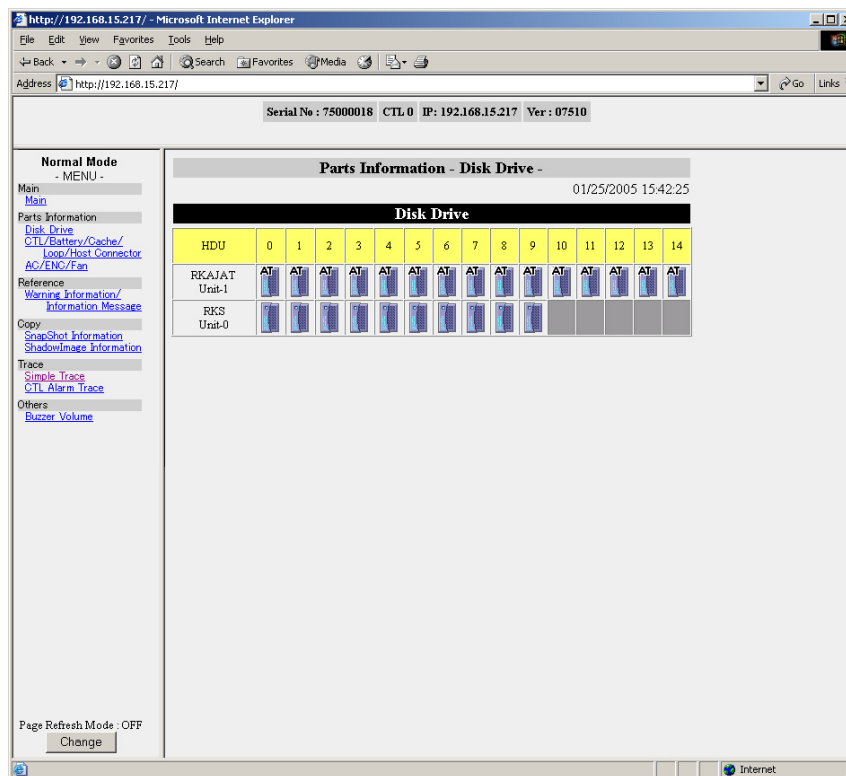 http://192.168.15.217/ - Microsoft Internet Explorer
File Edit View Favorites Tools Help
Back Search Favorites Media
Address http://192.168.15.217/ Go Links
Serial No : 75000018 CTL 0 IP: 192.168.15.217 Ver : 07510
Normal Mode
- MENU -
Main
Main
Parts Information
Disk Drive
CTL/Battery/Cache/
Loop/Host Connector
AC/ENC/Fan
Reference
Warning Information/
Information Message
Copy
SnapShot Information
ShadowImage Information
Trace
Simple Trace
CTL Alarm Trace
Others
Buzzer Volume
Page Refresh Mode : OFF
Change
Parts Information - Disk Drive -
01/25/2005 15:42:25
Disk Drive
HDU 0 1 2 3 4 5 6 7 8 9 10 11 12 13 14
RKAJAT
Unit-1
AT AT AT AT AT AT AT AT AT AT AT AT AT AT AT
RKS
Unit-0
Internet